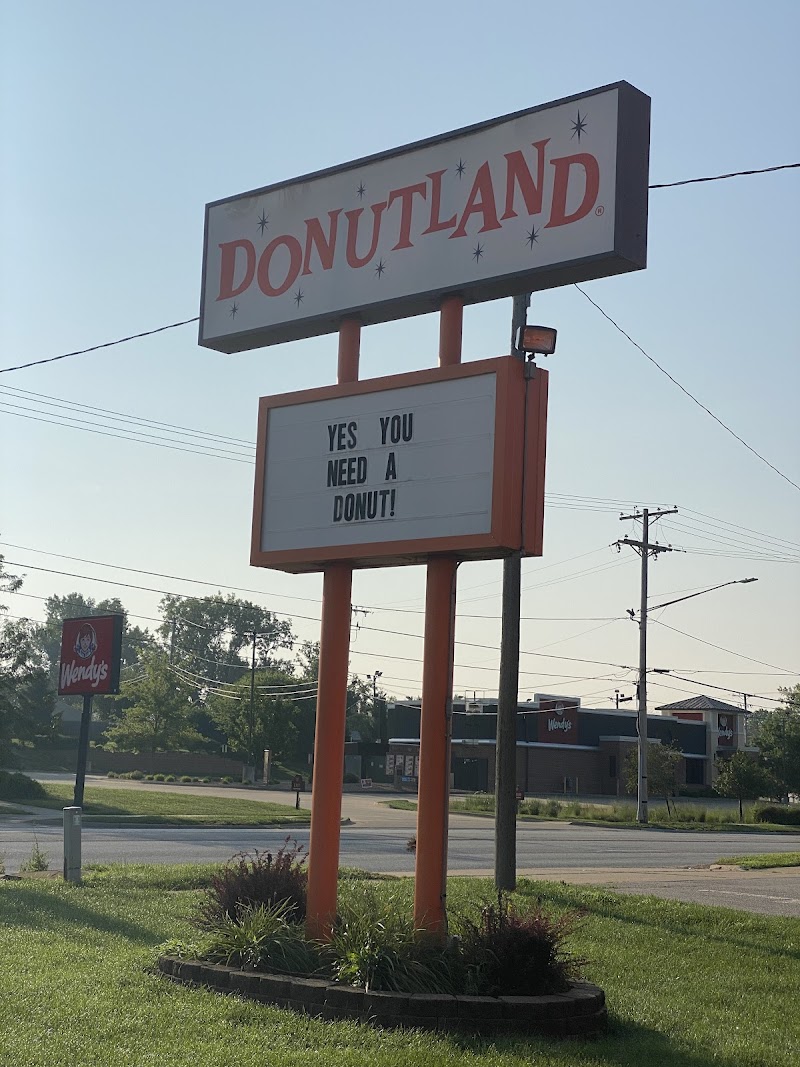 DONUTLAND®
YES YOU
NEED A
DONUT!
Wendy's
Wendy's